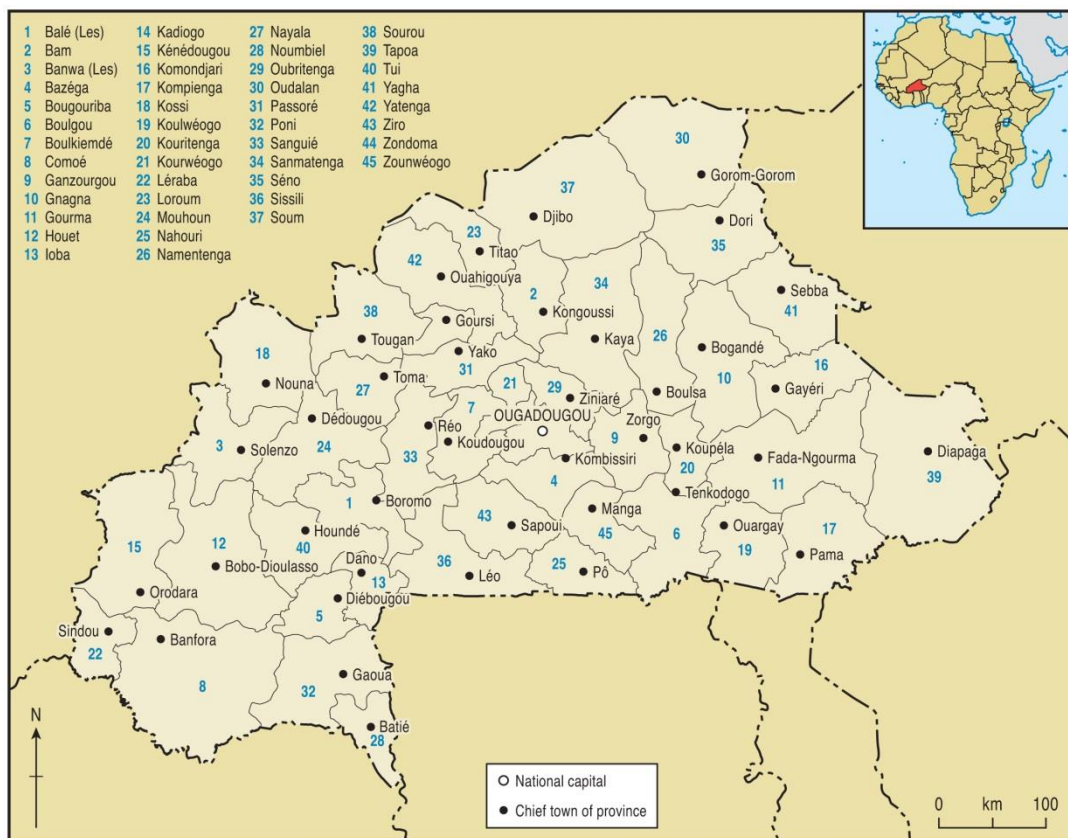 1 Balé (Les)
2 Bam
3 Banwa (Les)
4 Bazéga
5 Bougouriba
6 Boulgou
7 Boulkiemdé
8 Comoé
9 Ganzourgou
10 Gnagna
11 Gourma
12 Houet
13 Ioba
14 Kadiogo
15 Kénédougou
16 Komondjari
17 Kompienga
18 Kossi
19 Koulwéogo
20 Kouritenga
21 Kourwéogo
22 Léraba
23 Loroum
24 Mouhoun
25 Nahouri
26 Namentenga
27 Nayala
28 Noumbiel
29 Oubritenga
30 Oudalan
31 Passoré
32 Poni
33 Sanguié
34 Sanmatenga
35 Séno
36 Sissili
37 Soum
38 Sourou
39 Tapoa
40 Tui
41 Yagha
42 Yatenga
43 Ziro
44 Zondoma
45 Zounwéogo
30
Gorom-Gorom
37
Djibo
Dori
23
Titao
35
42
Ouahigouya
34
Sebba
2
41
38
Kongoussi
Goursi
Tougan
Kaya
26
Bogandé
Yako
18
31
16
Nouna
27
Toma
21
29
10
Gayéri
Ziniaré
Boulsa
7
OUGADOUGOU
Zorgo
Dédougou
Réo
Koudougou
9
Koupéla
3
Solenzo
24
33
Kombissiri
Fada-Ngourma
Diapaga
20
39
4
11
Tenkodogo
1
Boromo
Manga
43
Sapoui
Ouargay
17
Houndé
45
6
40
12
19
15
Bobo-Dioulasso
Dano
36
25
Pama
Léo
Pô
13
Orodara
Diébougou
5
Sindou
Banfora
22
Gaoua
8
32
Batié
28
N
National capital
Chief town of province
0 km 100